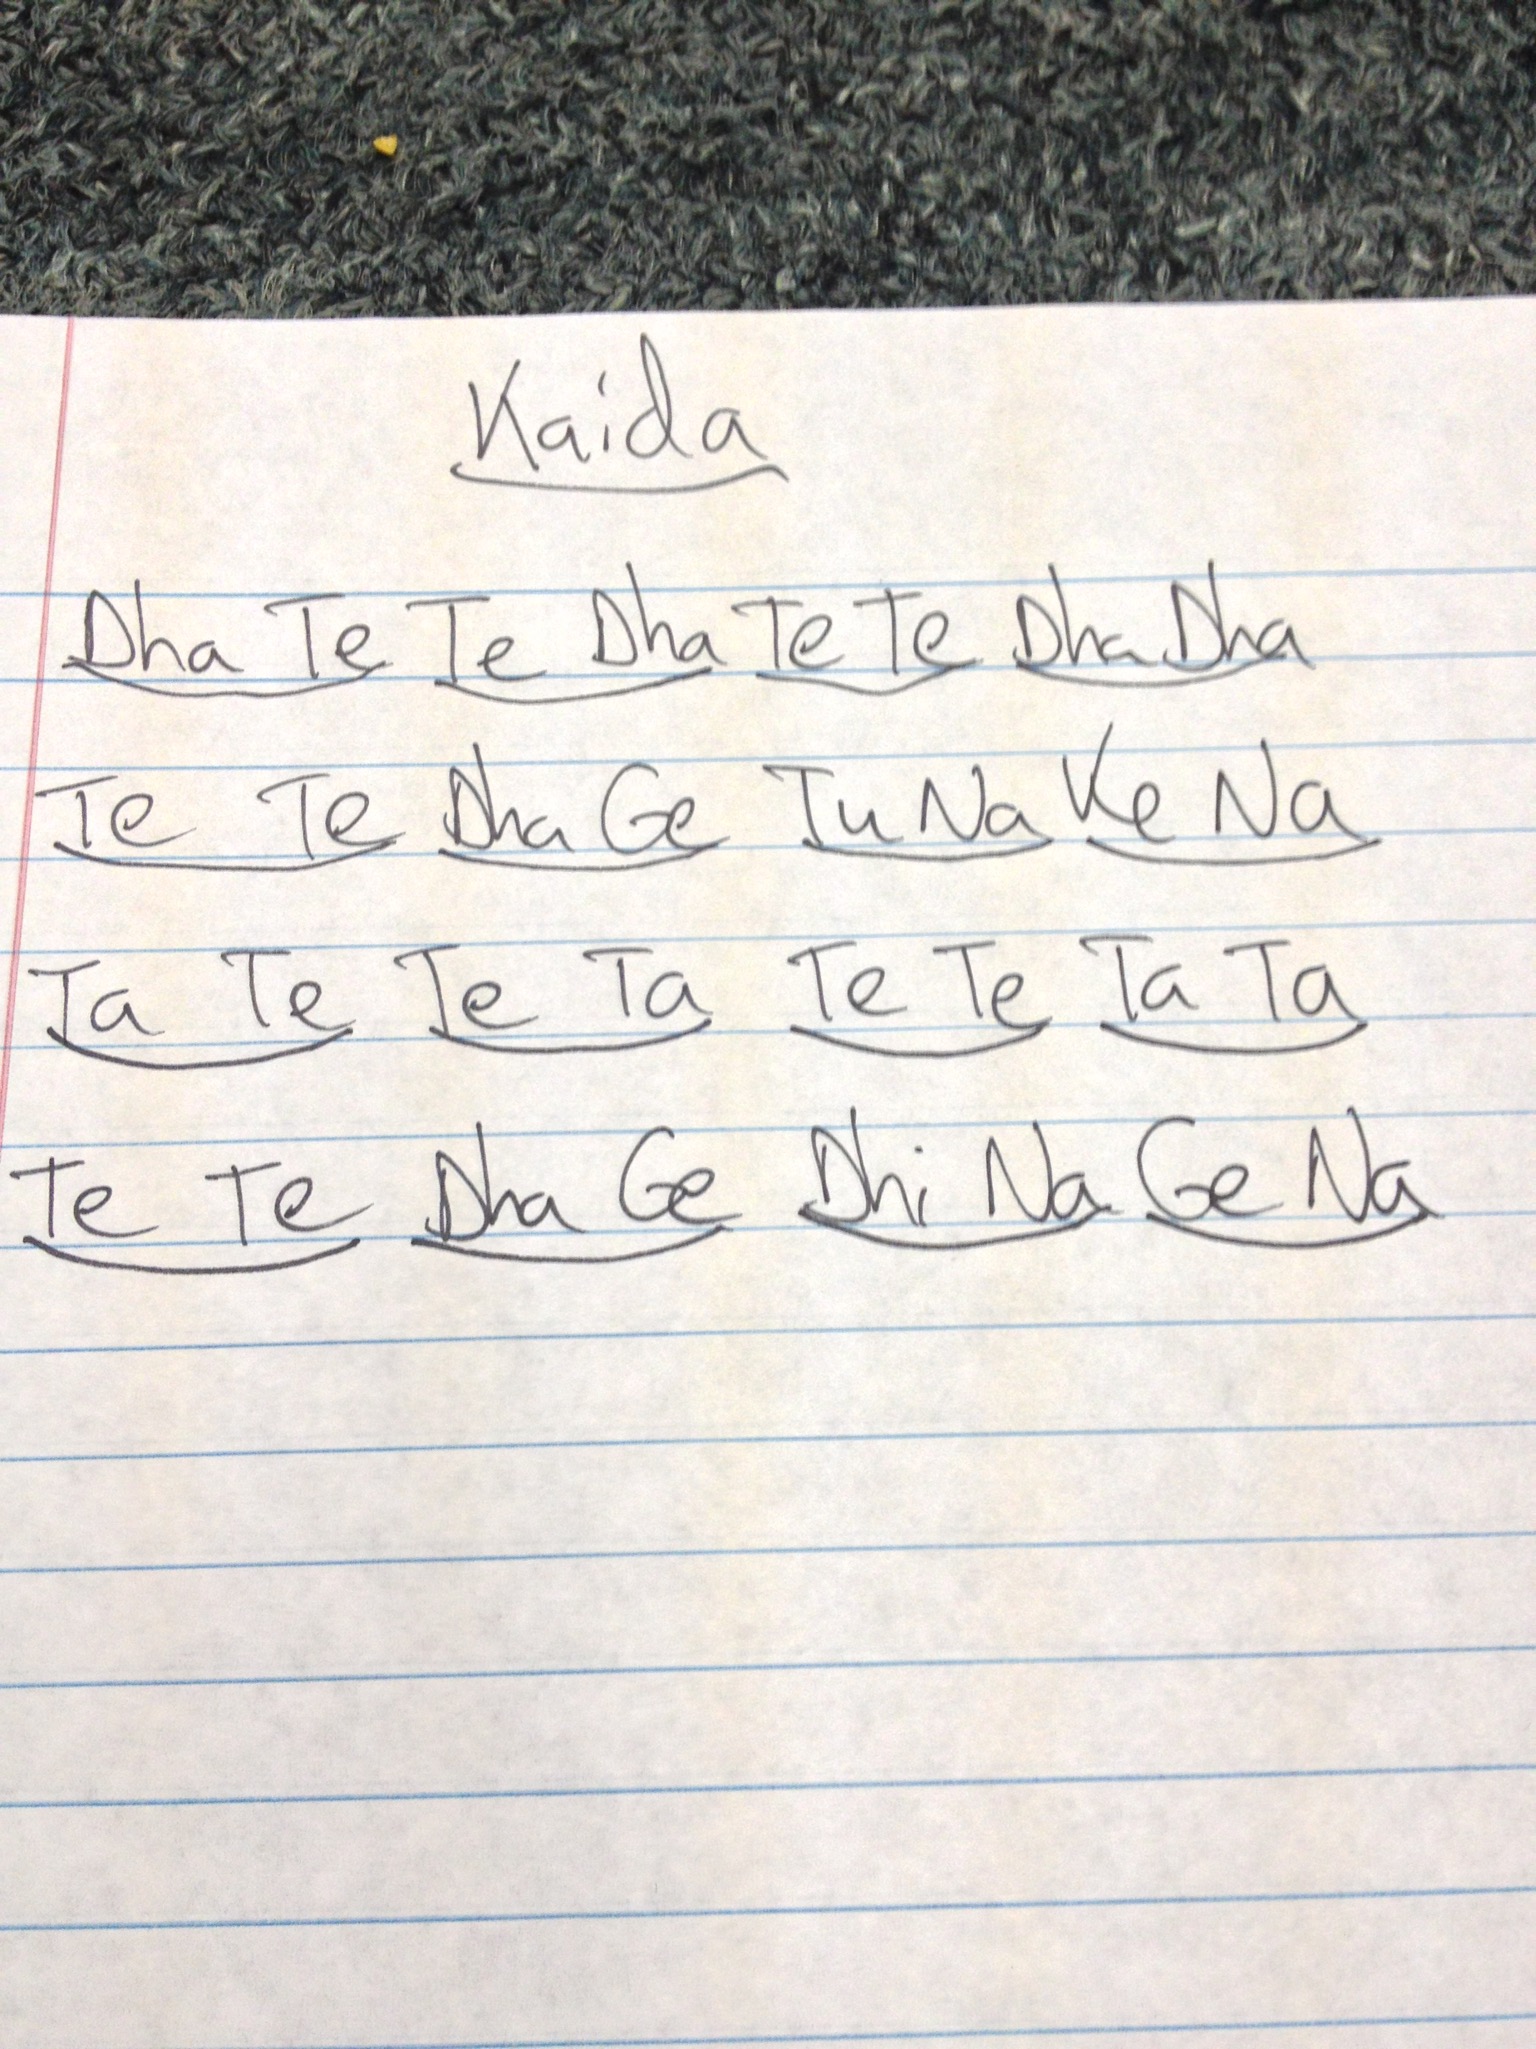 Kaida
Dha Te Te Dha Te Te Dha Dha
Te Te Dha Ge Tu Na Ke Na
Ta Te Te Ta Te Te Ta Ta
Te Te Dha Ge Dhi Na Ge Na